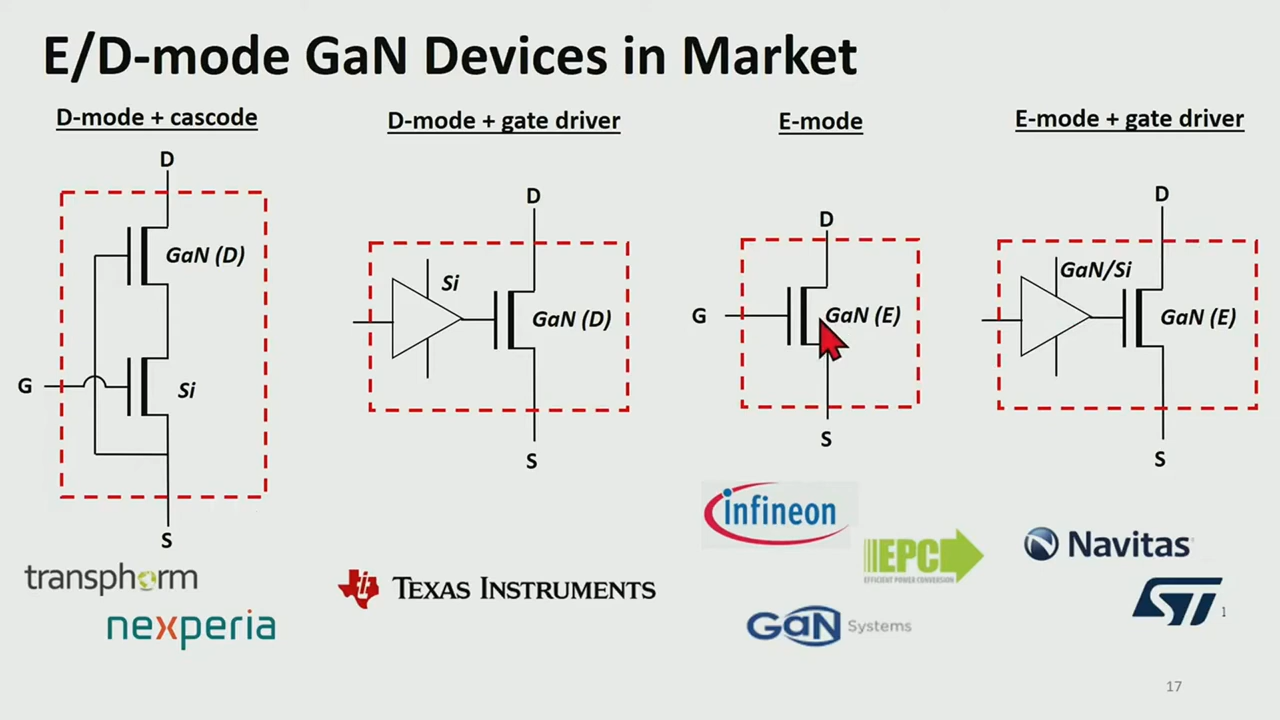 E/D-mode GaN Devices in Market
D-mode + cascode
D
GaN (D)
G
Si
S
transphorm
nexperia
D-mode + gate driver
D
Si
GaN (D)
S
TEXAS INSTRUMENTS
E-mode
D
G
GaN (E)
S
infineon
EPC
EFFICIENT POWER CONVERSION
GaN Systems
E-mode + gate driver
D
GaN/Si
GaN (E)
S
Navitas
ST
1
17